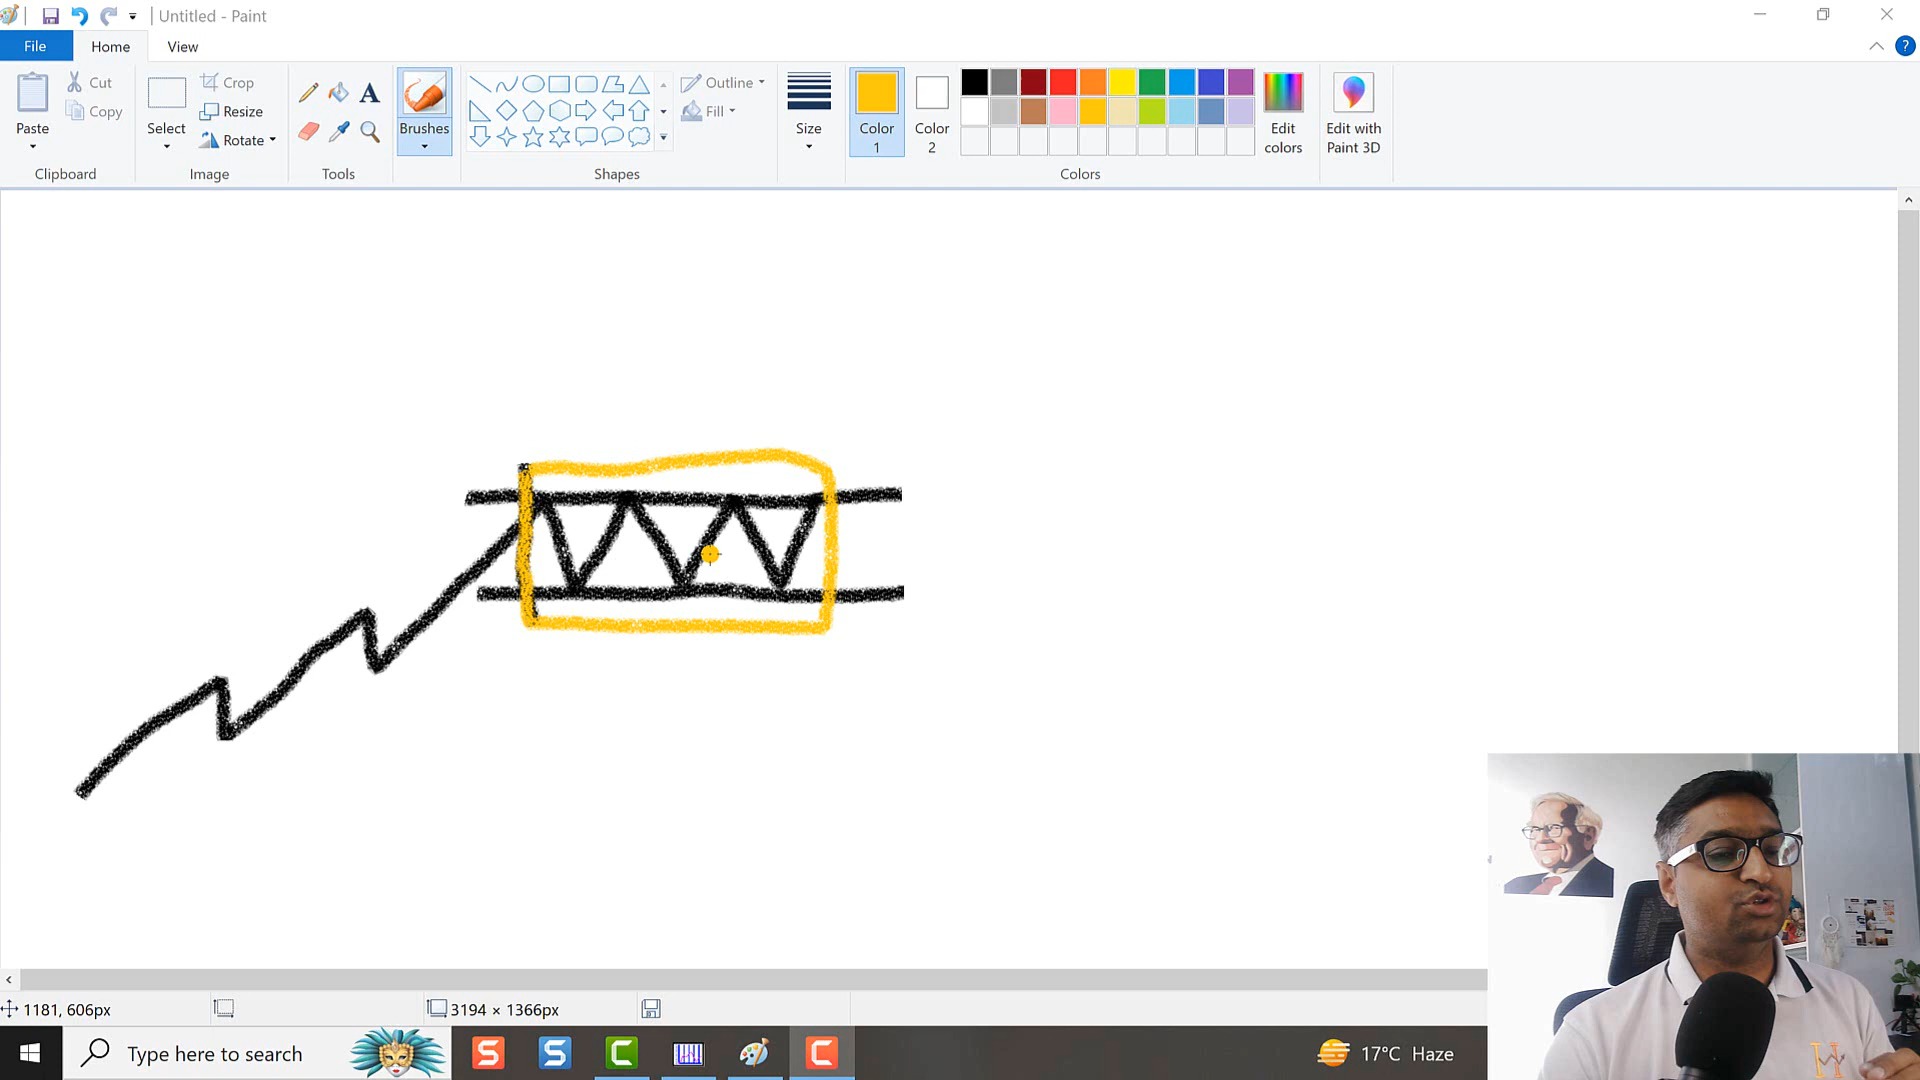 Untitled - Paint
File Home View
Paste
Cut
Copy
Clipboard
Select
Crop
Resize
Rotate
Image
A
Tools
Brushes
Outline
Fill
Shapes
Size
Color 1
Color 2
Edit colors
Colors
Edit with Paint 3D
?
1181, 606px
3194 × 1366px
Type here to search
S
S
C
C
17°C Haze